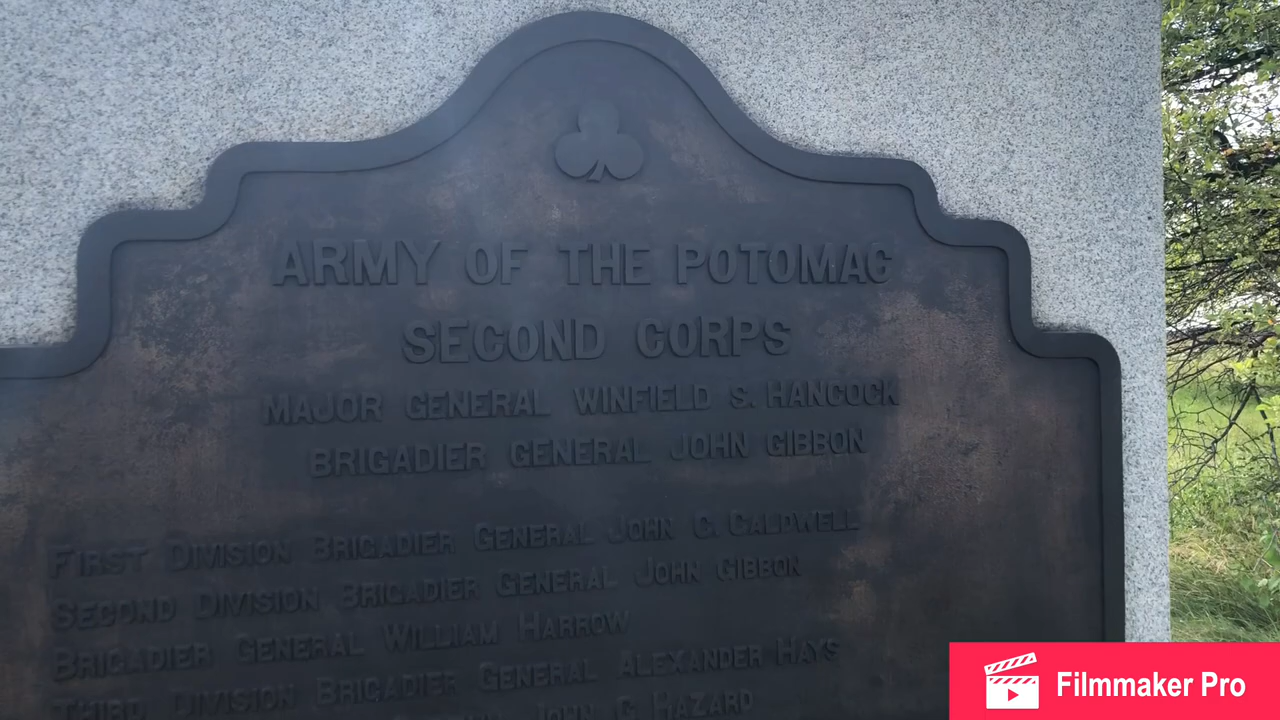 ARMY OF THE POTOMAC
SECOND CORPS
MAJOR GENERAL WINFIELD S. HANCOCK
BRIGADIER GENERAL JOHN GIBBON
FIRST DIVISION BRIGADIER GENERAL JOHN C. CALDWELL
SECOND DIVISION BRIGADIER GENERAL JOHN GIBBON
BRIGADIER GENERAL WILLIAM HARROW
THIRD DIVISION BRIGADIER GENERAL ALEXANDER HAYS
JOHN G. HAZARD
Filmmaker Pro